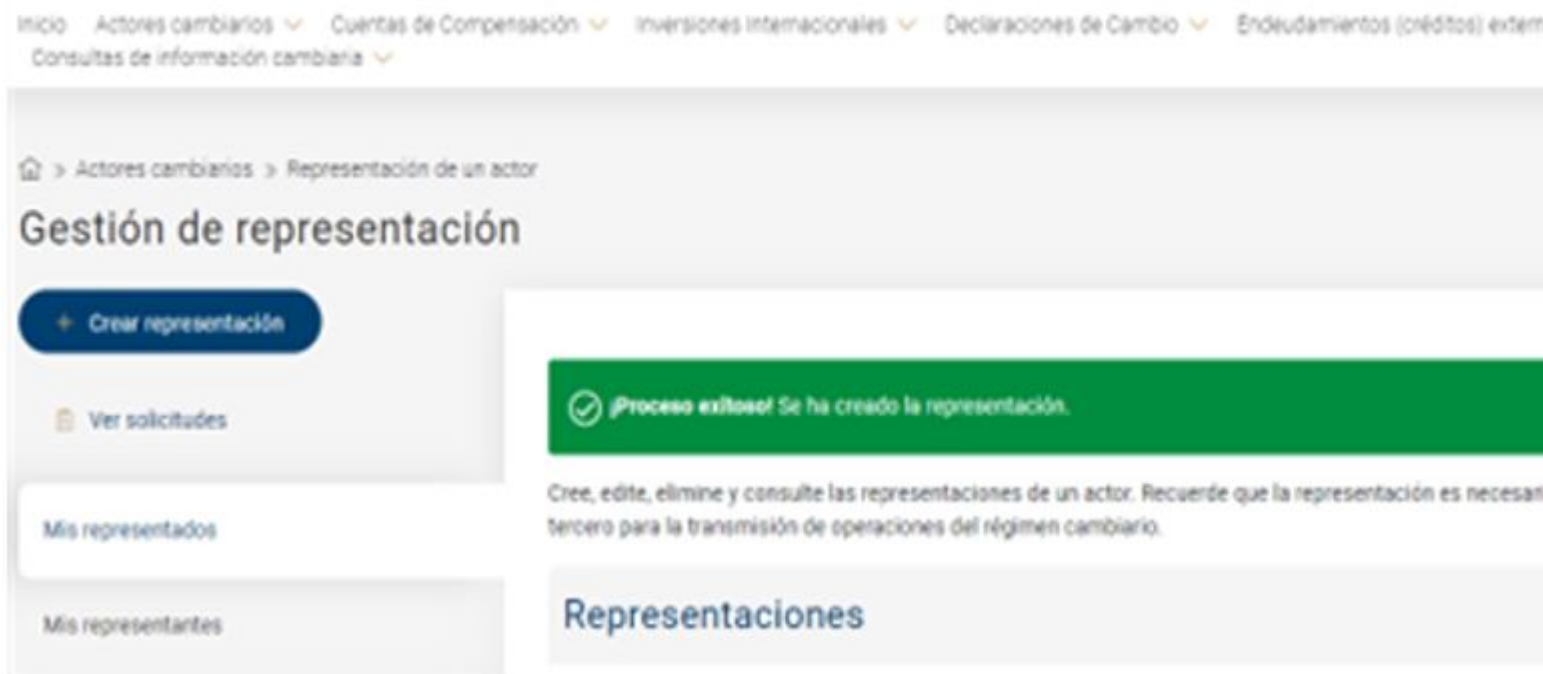 Inicio Actores cambiarios Cuentas de Compensación Inversiones Internacionales Declaraciones de Cambio Endeudamientos (créditos) extern
Consultas de información cambiaria
> Actores cambiarios > Representación de un actor
Gestión de representación
+ Crear representación
¡Proceso exitoso! Se ha creado la representación.
Ver solicitudes
Cree, edite, elimine y consulte las representaciones de un actor. Recuerde que la representación es necesari
tercero para la transmisión de operaciones del régimen cambiario.
Mis representados
Representaciones
Mis representantes